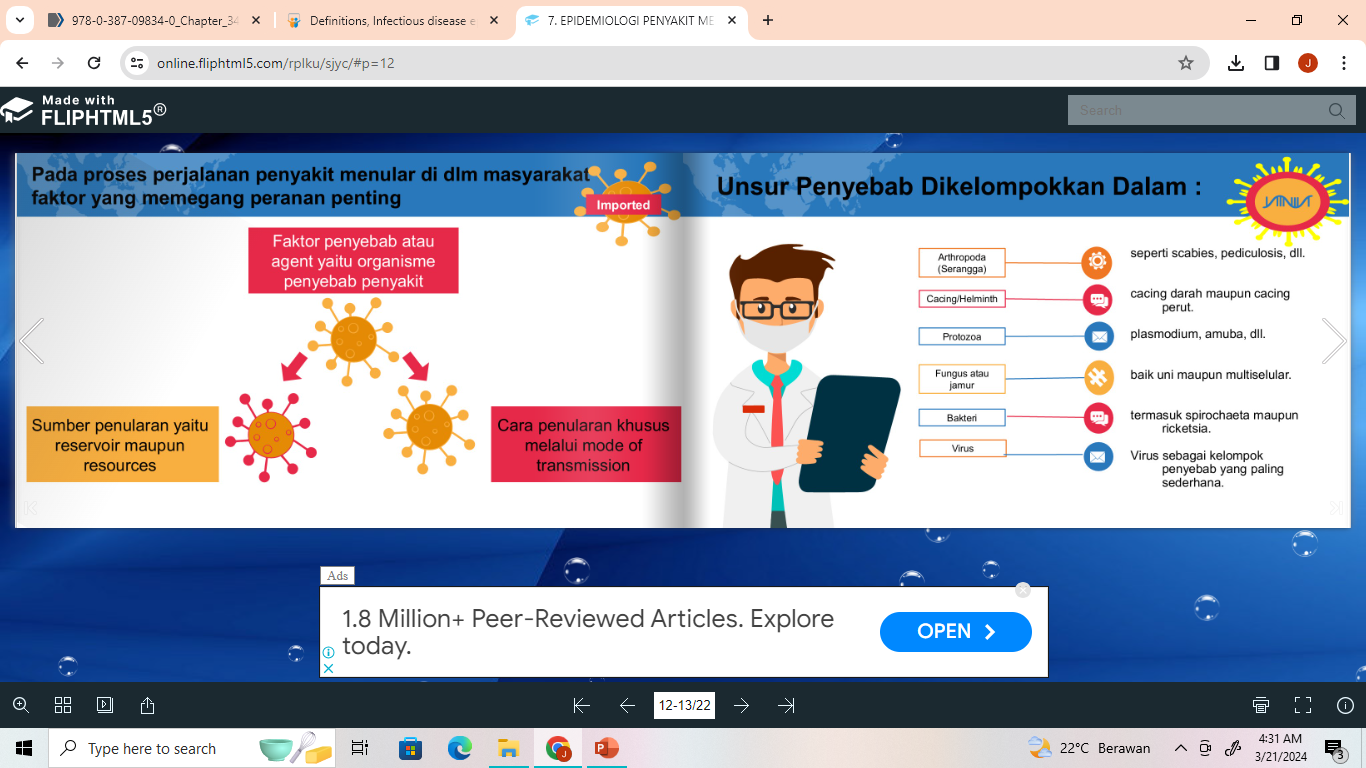 978-0-387-09834-0_Chapter_34
Definitions, Infectious disease e
7. EPIDEMIOLOGI PENYAKIT ME
online.fliphtml5.com/rplku/sjyc/#p=12
J
Made with
FLIPHTML5®
Search
Pada proses perjalanan penyakit menular di dlm masyarakat
faktor yang memegang peranan penting
Imported
Faktor penyebab atau
agent yaitu organisme
penyebab penyakit
Sumber penularan yaitu
reservoir maupun
resources
Cara penularan khusus
melalui mode of
transmission
Unsur Penyebab Dikelompokkan Dalam :
Arthropoda
(Serangga)
seperti scabies, pediculosis, dll.
Cacing/Helminth
cacing darah maupun cacing
perut.
Protozoa
plasmodium, amuba, dll.
Fungus atau
jamur
baik uni maupun multiselular.
Bakteri
termasuk spirochaeta maupun
ricketsia.
Virus
Virus sebagai kelompok
penyebab yang paling
sederhana.
Ads
1.8 Million+ Peer-Reviewed Articles. Explore
today.
OPEN
12-13/22
Type here to search
22°C Berawan
4:31 AM
3/21/2024
3